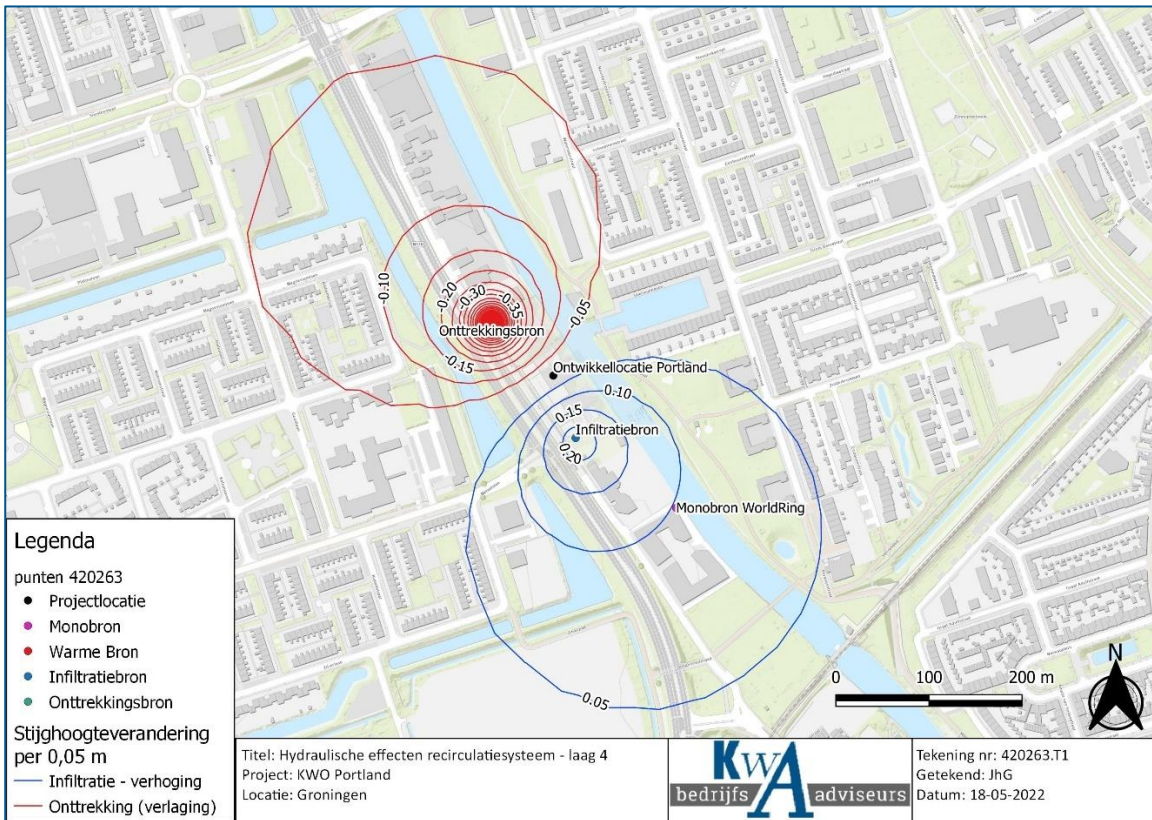 -0.10
-0.20
-0.30
-0.35
-0.05
Onttrekkingsbron
-0.15
Ontwikkellocatie Portland
0.10
0.15
Infiltratiebron
0.20
Monobron WorldRing
0.05
Legenda
punten 420263
Projectlocatie
Monobron
Warme Bron
Infiltratiebron
Onttrekkingsbron
Stijghoogteverandering
per 0,05 m
Infiltratie - verhoging
Onttrekking (verlaging)
N
0 100 200 m
Titel: Hydraulische effecten recirculatiesysteem - laag 4
Project: KWO Portland
Locatie: Groningen
KWA
bedrijfs adviseurs
Tekening nr: 420263.T1
Getekend: JhG
Datum: 18-05-2022